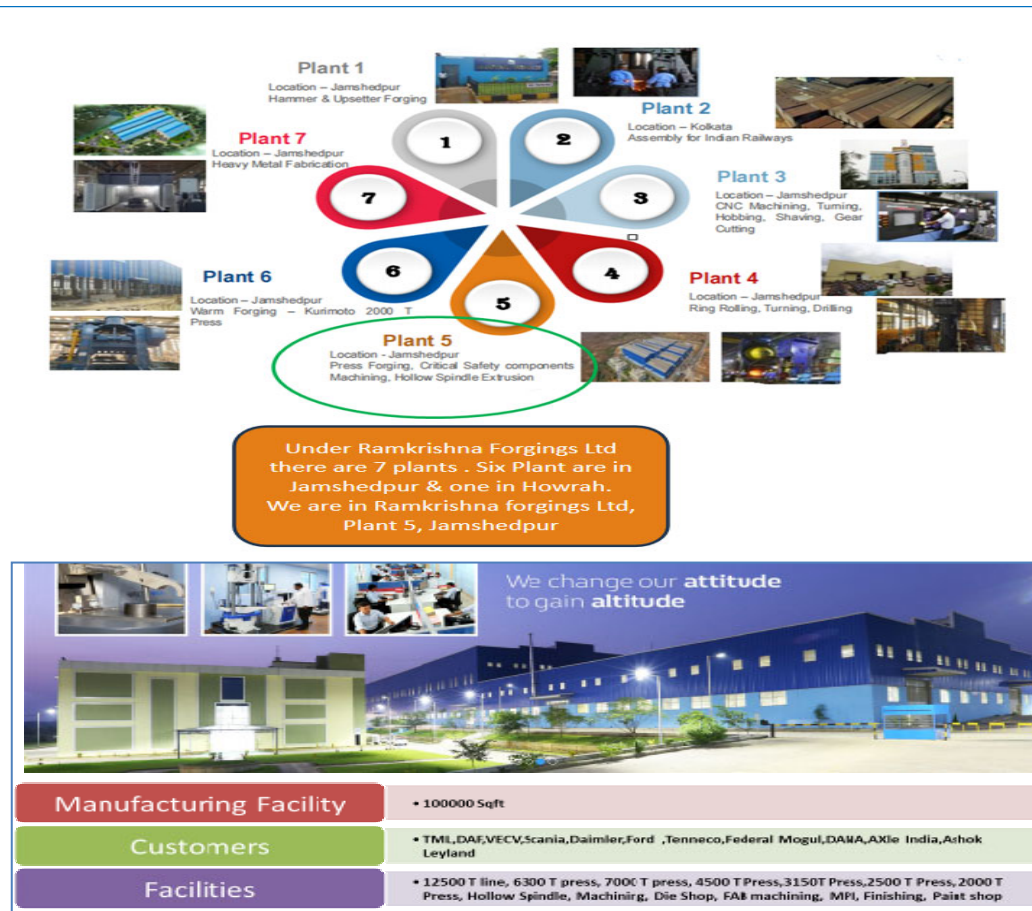 Plant 1
Location – Jamshedpur
Hammer & Upsetter Forging
Plant 2
Location – Kolkata
Assembly for Indian Railways
Plant 7
Location – Jamshedpur
Heavy Metal Fabrication
Plant 3
Location – Jamshedpur
CNC Machining, Turning,
Hobbing, Shaving, Gear
Cutting
1
2
3
4
5
6
7
Plant 6
Location – Jamshedpur
Warm Forging – Kurimoto 2000 T
Press
Plant 4
Location – Jamshedpur
Ring Rolling, Turning, Drilling
Plant 5
Location - Jamshedpur
Press Forging, Critical Safety components
Machining, Hollow Spindle Extrusion
Under Ramkrishna Forgings Ltd
there are 7 plants . Six Plant are in
Jamshedpur & one in Howrah.
We are in Ramkrishna forgings Ltd,
Plant 5, Jamshedpur
We change our attitude
to gain altitude
Manufacturing Facility
• 100000 Sqft
Customers
• TML,DAF,VECV,Scania,Daimler,Ford ,Tenneco,Federal Mogul,DANA,AXle India,Ashok
Leyland
Facilities
• 12500 T line, 6300 T press, 7000 T press, 4500 T Press,3150T Press,2500 T Press, 2000 T
Press, Hollow Spindle, Machining, Die Shop, FAB machining, MPI, Finishing, Paint shop